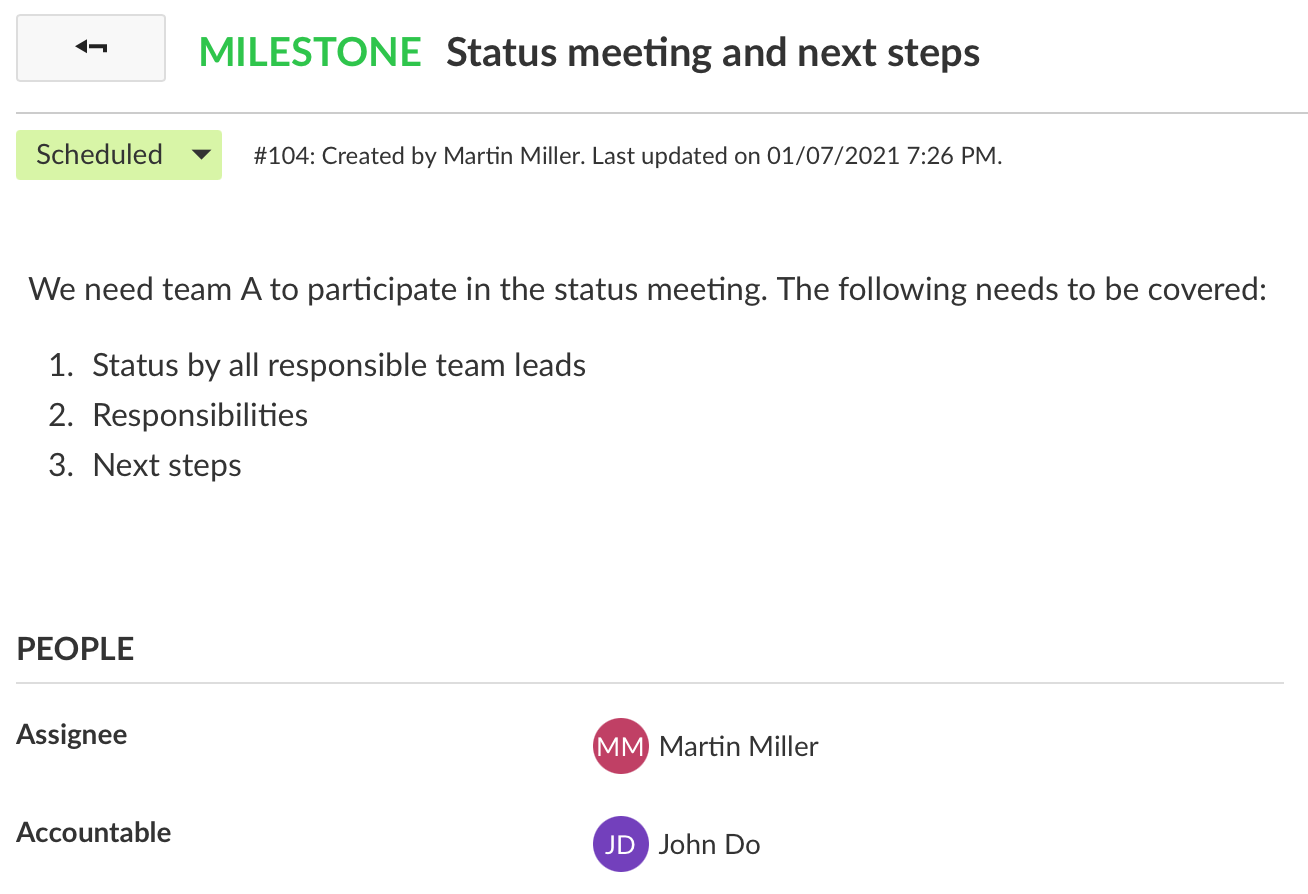 MILESTONE Status meeting and next steps
Scheduled #104: Created by Martin Miller. Last updated on 01/07/2021 7:26 PM.
We need team A to participate in the status meeting. The following needs to be covered:
1. Status by all responsible team leads
2. Responsibilities
3. Next steps
PEOPLE
Assignee MM Martin Miller
Accountable JD John Do